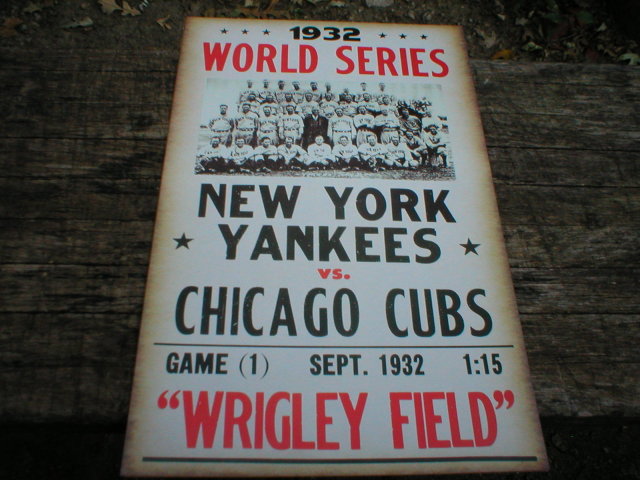 1932
WORLD SERIES
NEW YORK
YANKEES
VS.
CHICAGO CUBS
GAME (1) SEPT. 1932 1:15
"WRIGLEY FIELD"